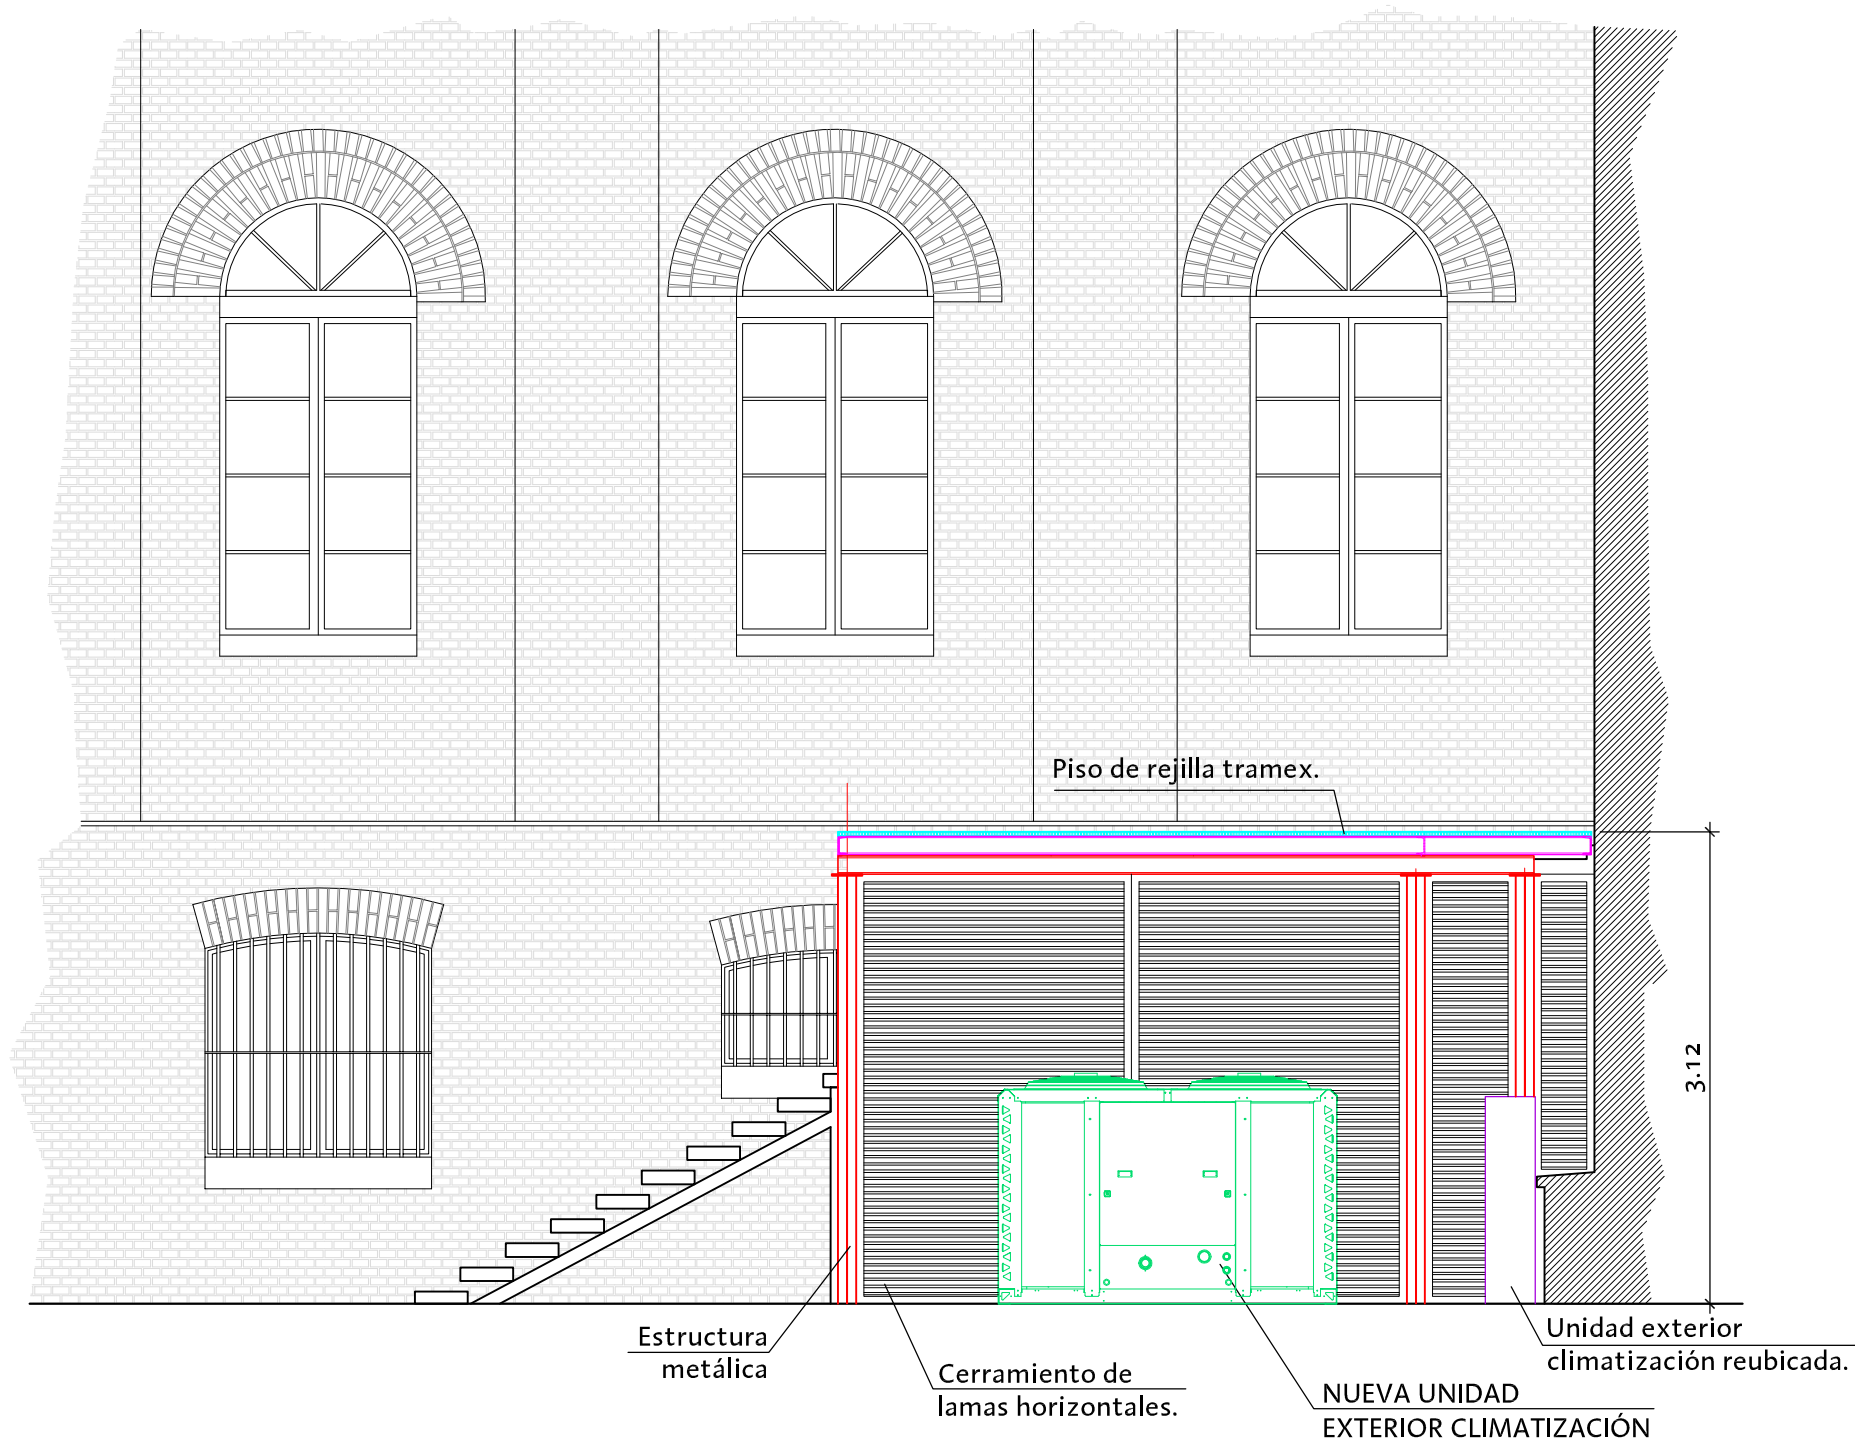 Piso de rejilla tramex.
3.12
Estructura
metálica
Cerramiento de
lamas horizontales.
NUEVA UNIDAD
EXTERIOR CLIMATIZACIÓN
Unidad exterior
climatización reubicada.